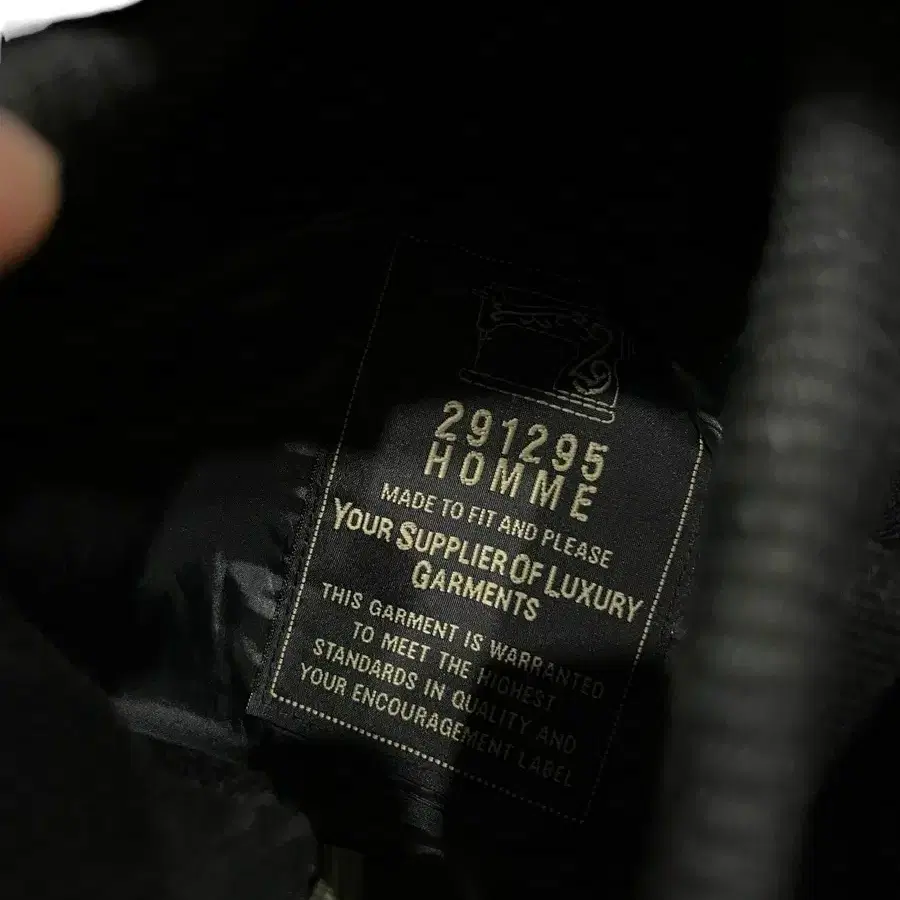 29
291295
HOMME
MADE TO FIT AND PLEASE
YOUR SUPPLIER OF LUXURY
GARMENTS
THIS GARMENT IS WARRANTED
TO MEET THE HIGHEST
STANDARDS IN QUALITY AND
YOUR ENCOURAGEMENT LABEL